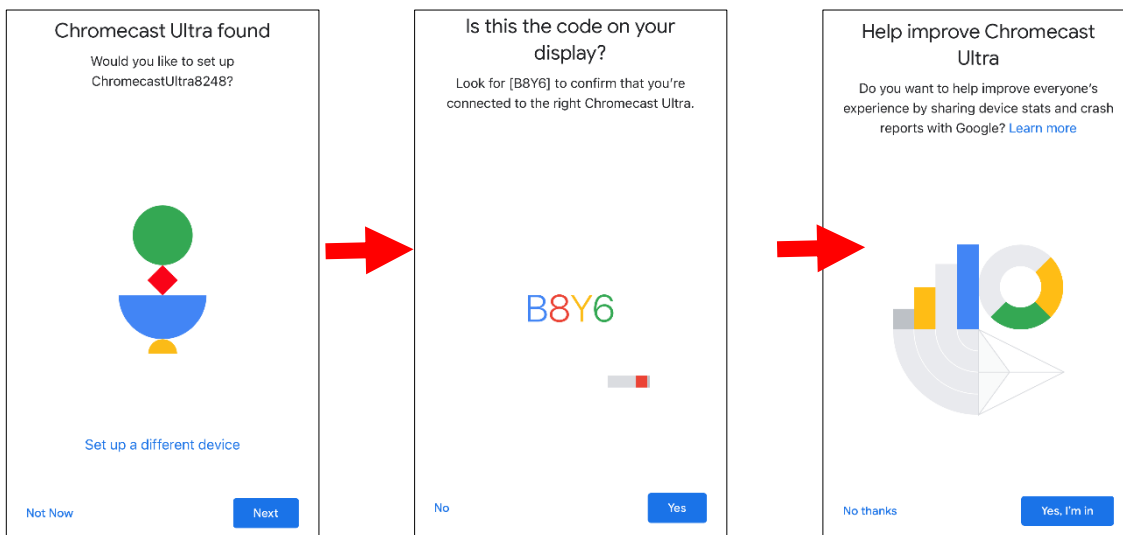 Chromecast Ultra found
Would you like to set up
ChromecastUltra8248?
Set up a different device
Not Now
Next
Is this the code on your
display?
Look for [B8Y6] to confirm that you're
connected to the right Chromecast Ultra.
B8Y6
No
Yes
Help improve Chromecast
Ultra
Do you want to help improve everyone's
experience by sharing device stats and crash
reports with Google? Learn more
No thanks
Yes, I'm in